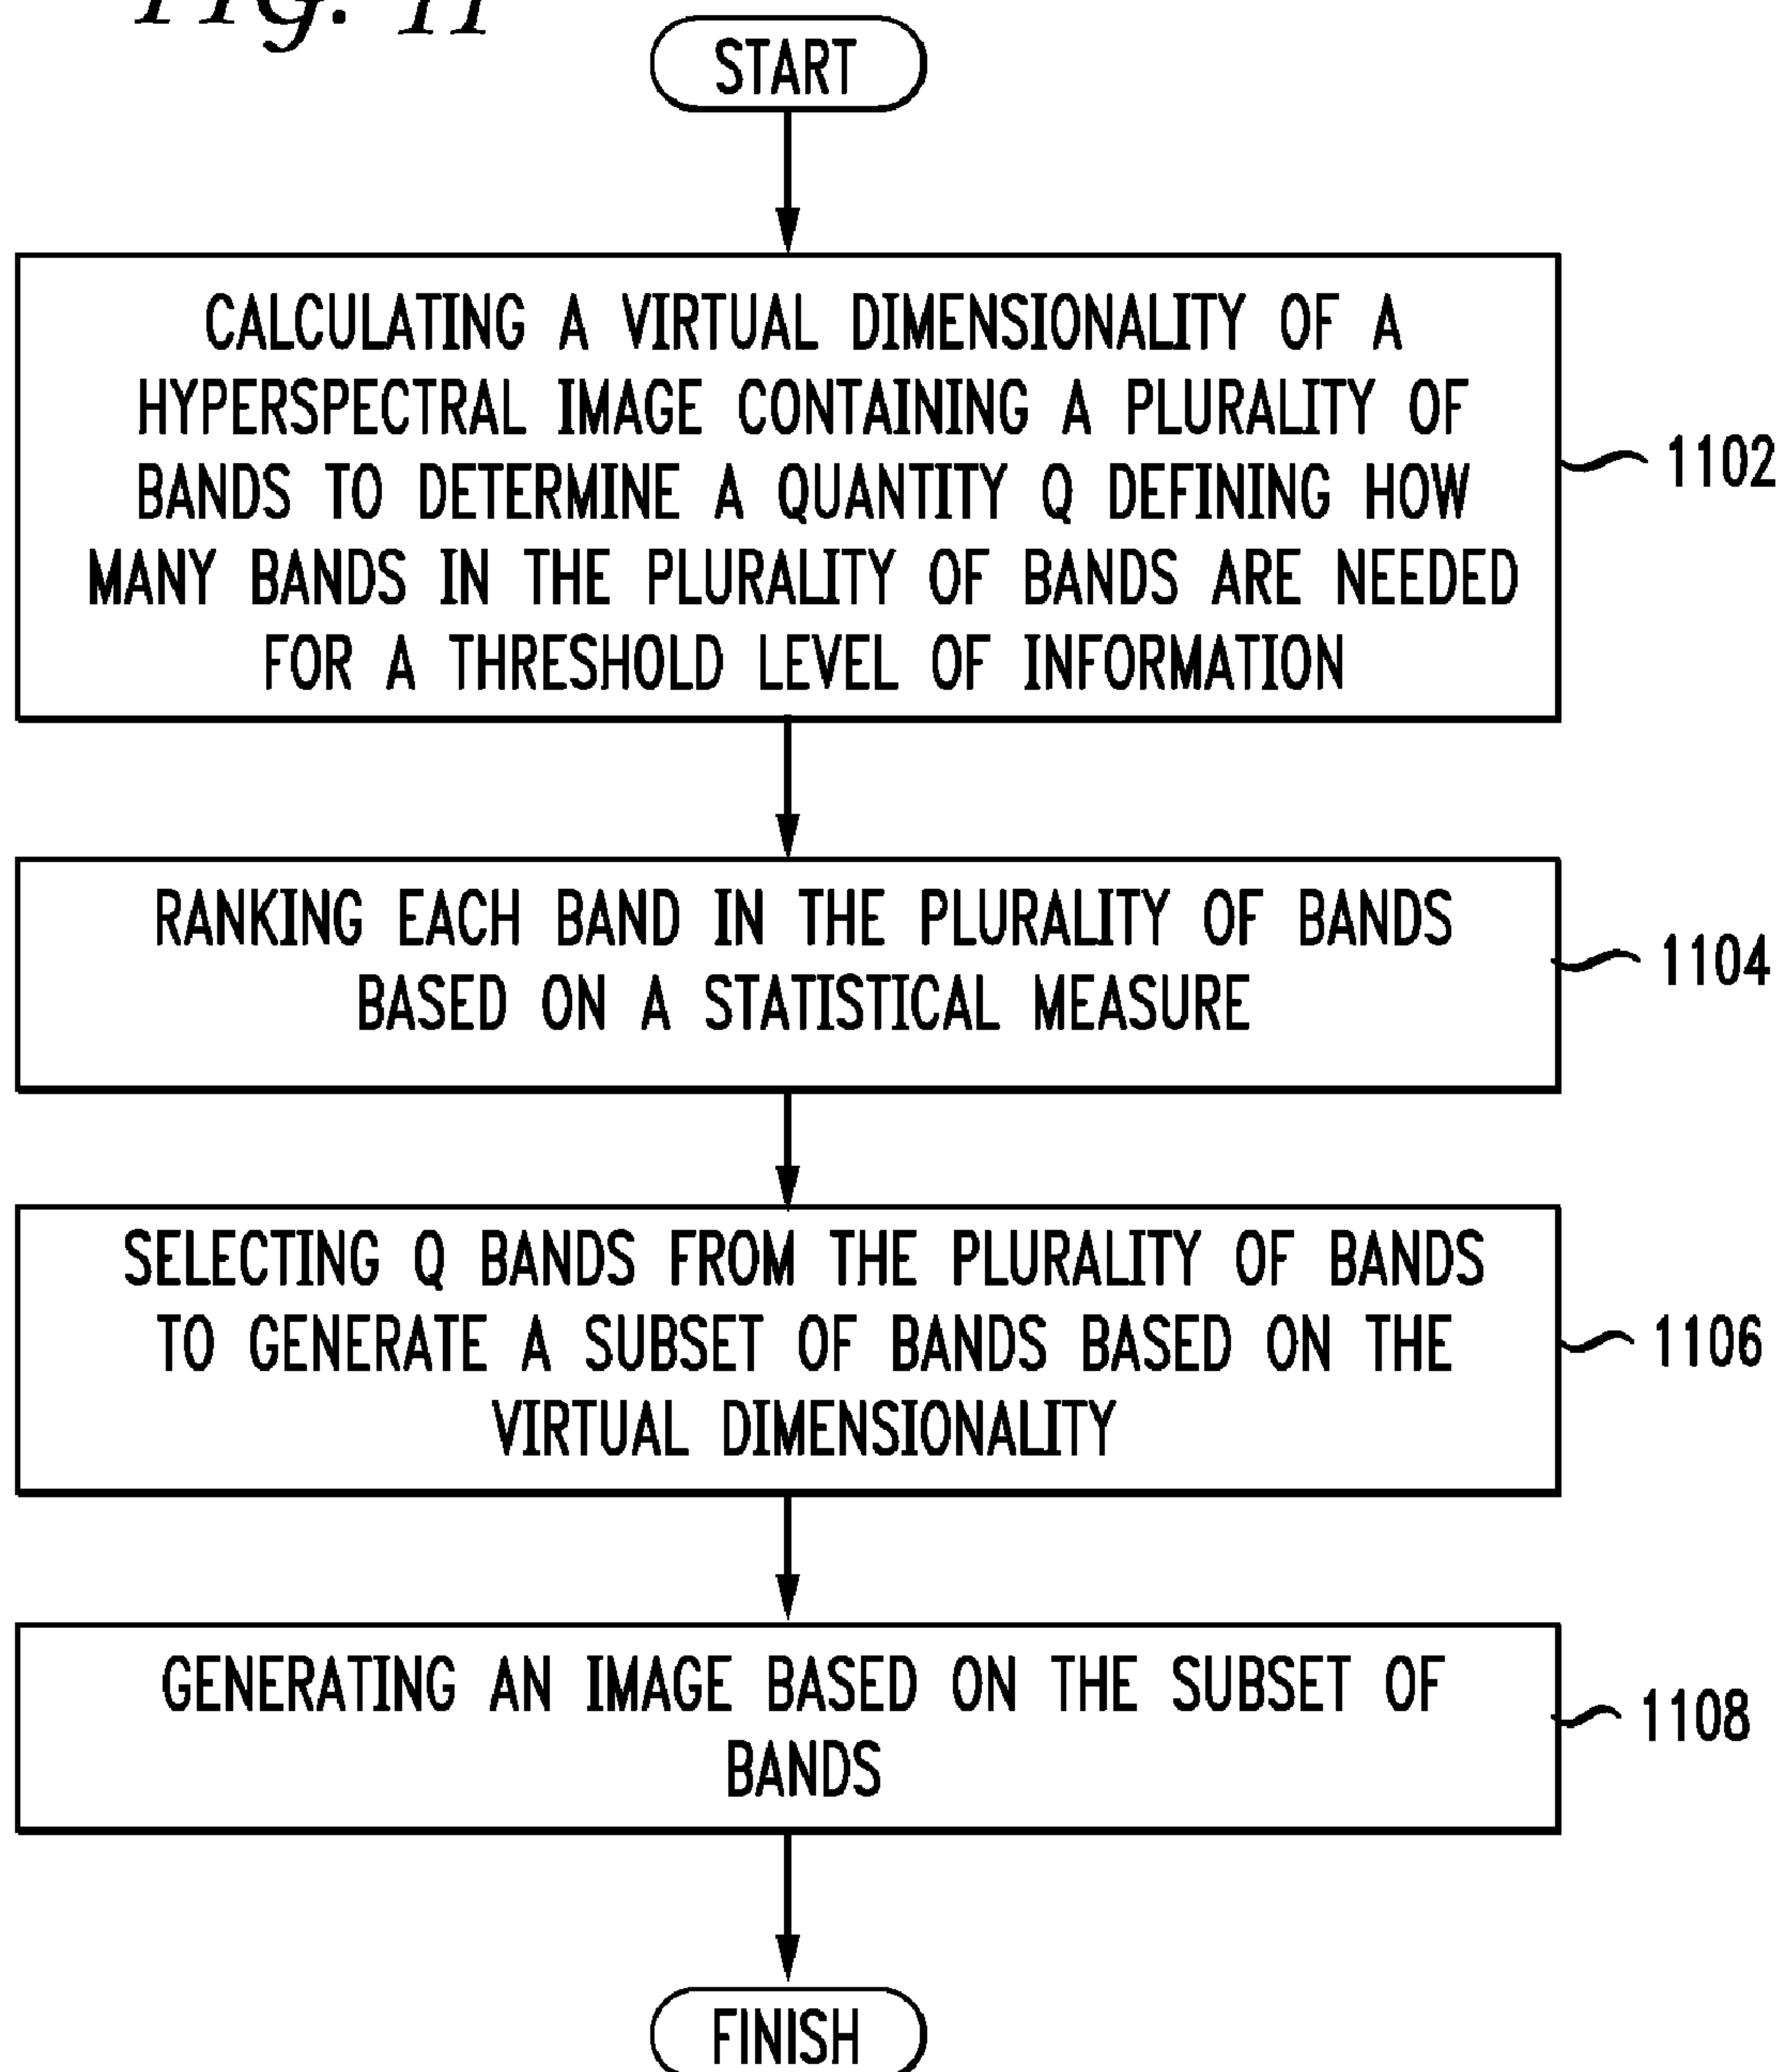 FIG. 11
START
CALCULATING A VIRTUAL DIMENSIONALITY OF A
HYPERSPECTRAL IMAGE CONTAINING A PLURALITY OF
BANDS TO DETERMINE A QUANTITY Q DEFINING HOW
MANY BANDS IN THE PLURALITY OF BANDS ARE NEEDED
FOR A THRESHOLD LEVEL OF INFORMATION
1102
RANKING EACH BAND IN THE PLURALITY OF BANDS
BASED ON A STATISTICAL MEASURE
1104
SELECTING Q BANDS FROM THE PLURALITY OF BANDS
TO GENERATE A SUBSET OF BANDS BASED ON THE
VIRTUAL DIMENSIONALITY
1106
GENERATING AN IMAGE BASED ON THE SUBSET OF
BANDS
1108
FINISH